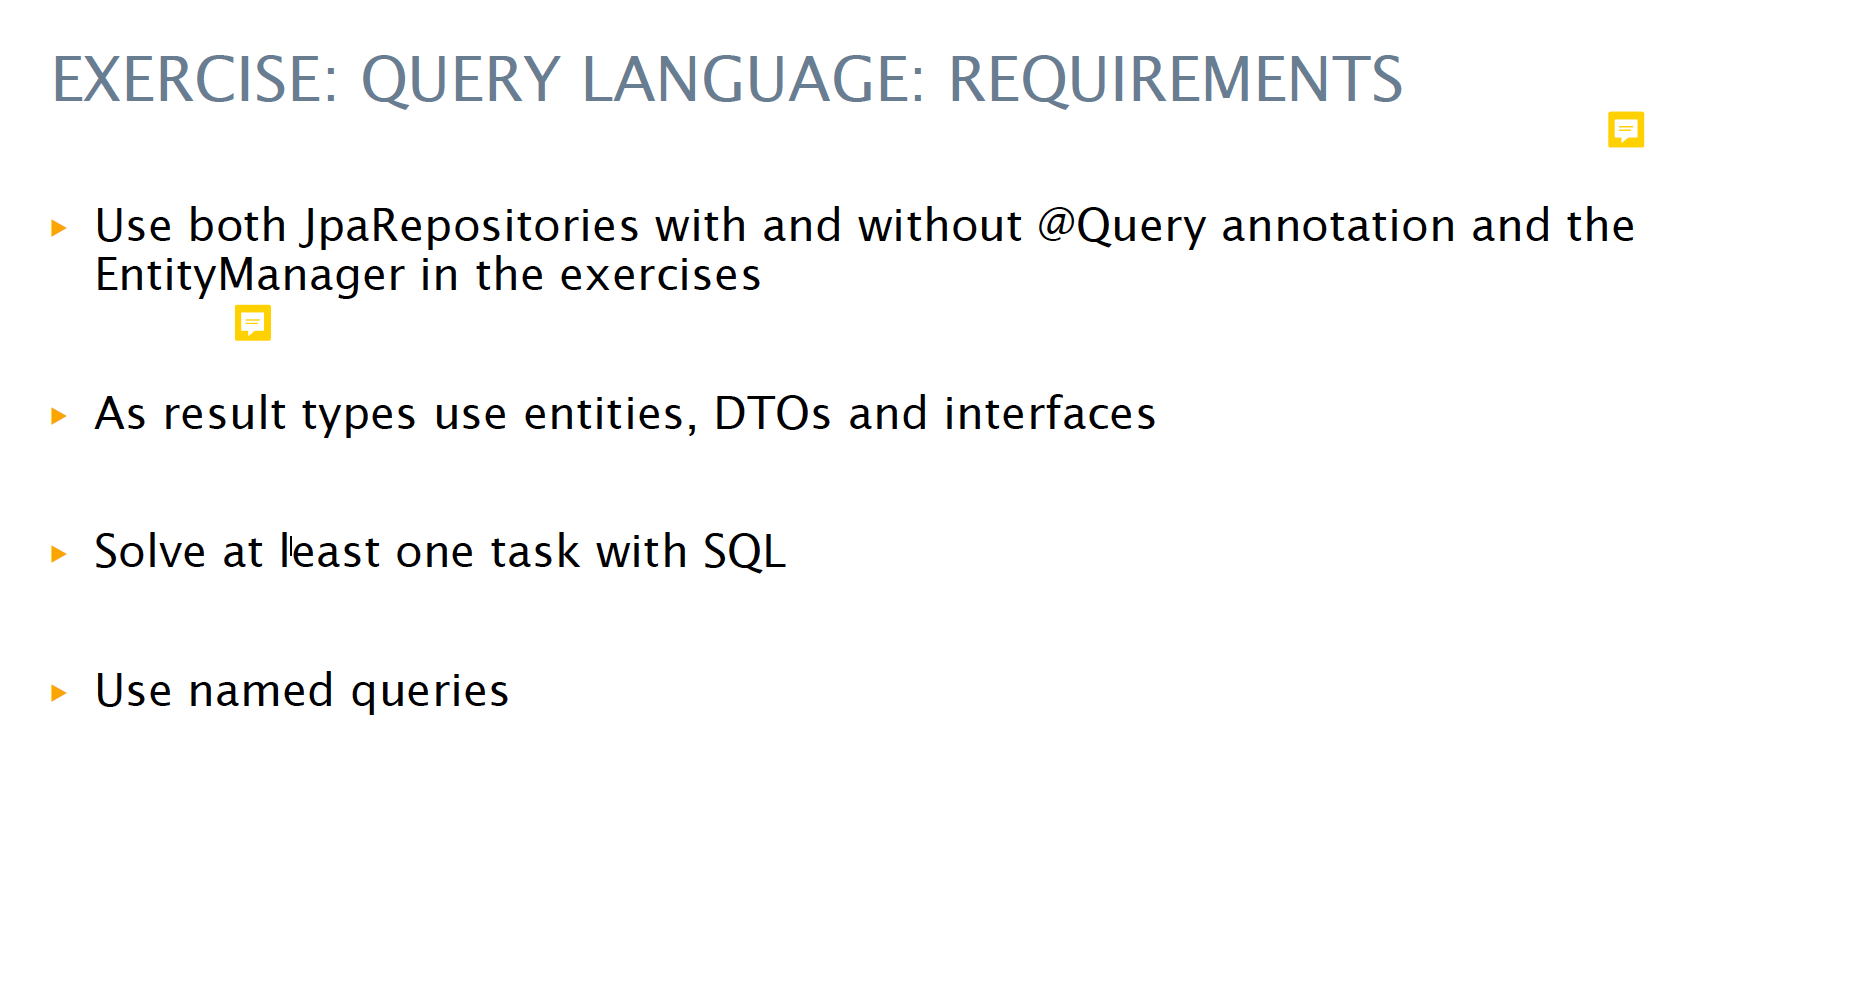 EXERCISE: QUERY LANGUAGE: REQUIREMENTS
Use both JpaRepositories with and without @Query annotation and the
EntityManager in the exercises
As result types use entities, DTOs and interfaces
Solve at least one task with SQL
Use named queries